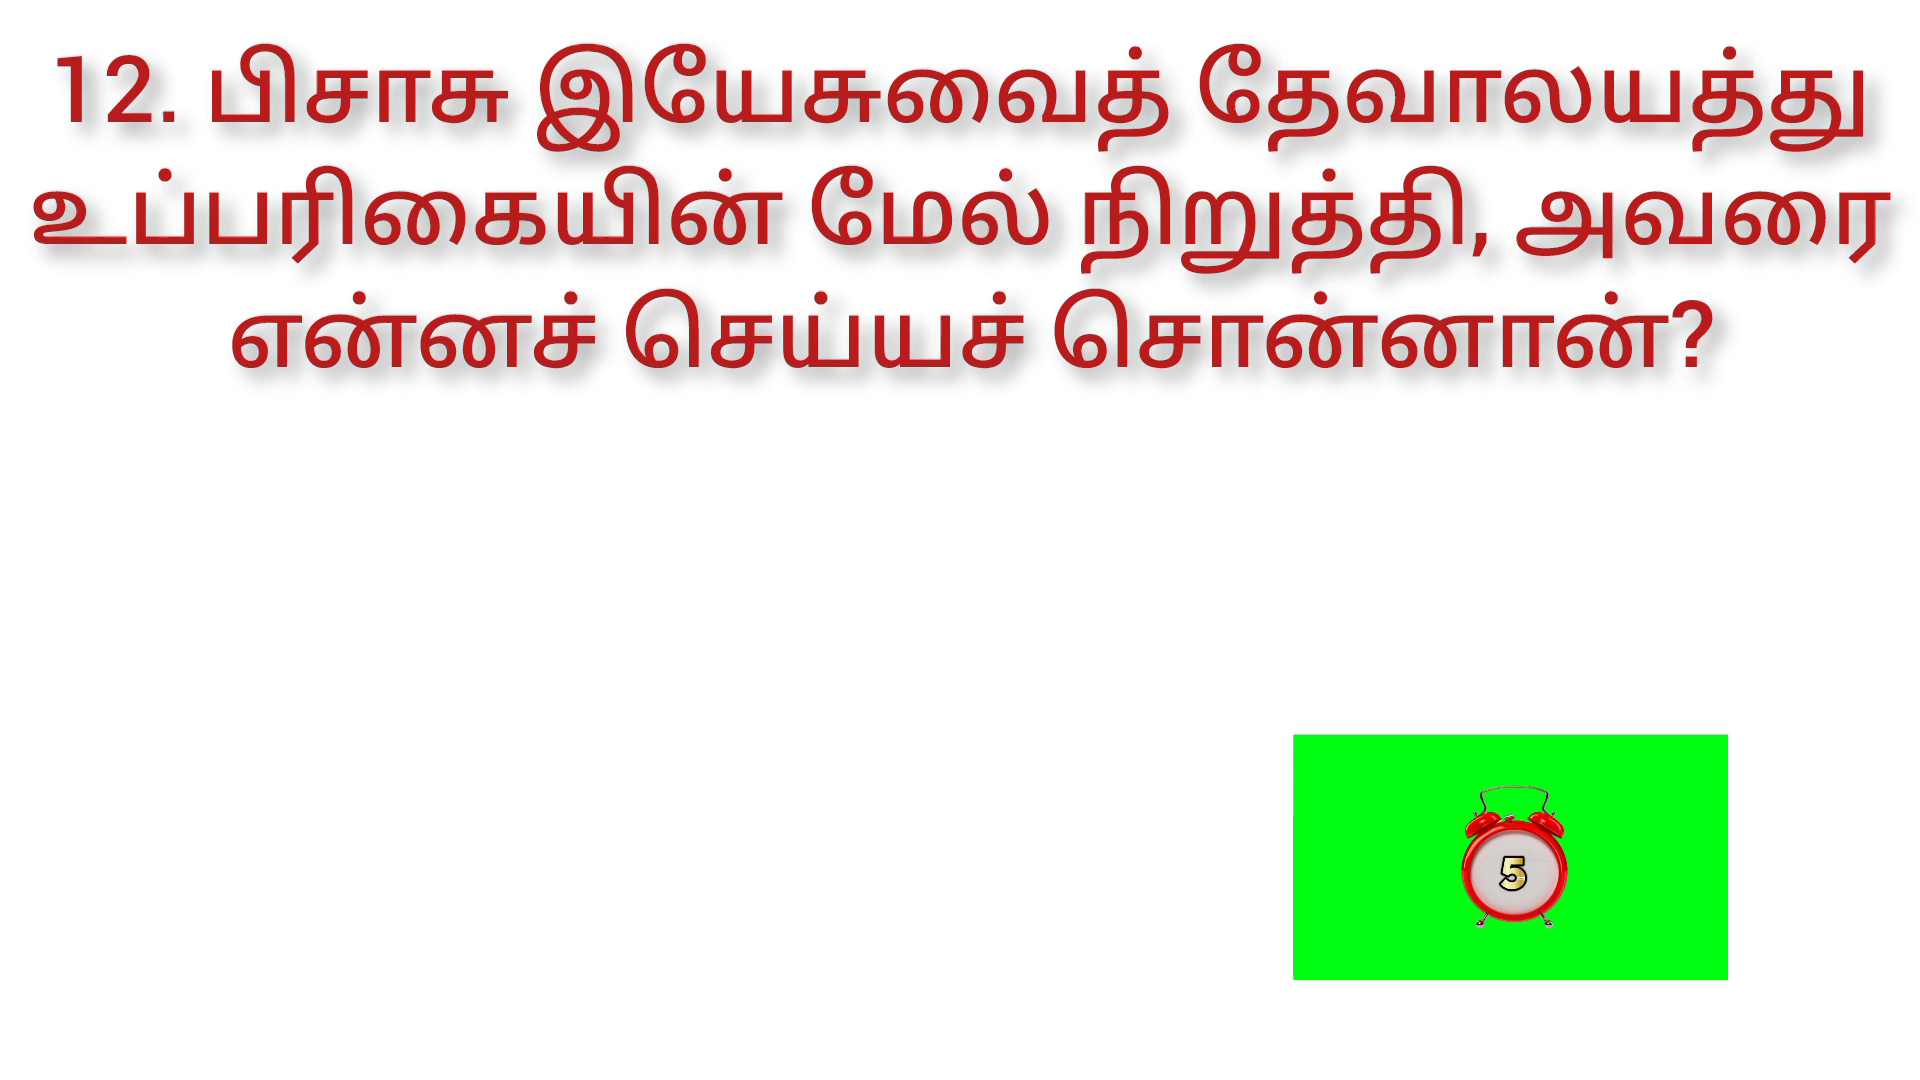 12. பிசாசு இயேசுவைத் தேவாலயத்து
உப்பரிகையின் மேல் நிறுத்தி, அவரை
என்னச் செய்யச் சொன்னான்?
5